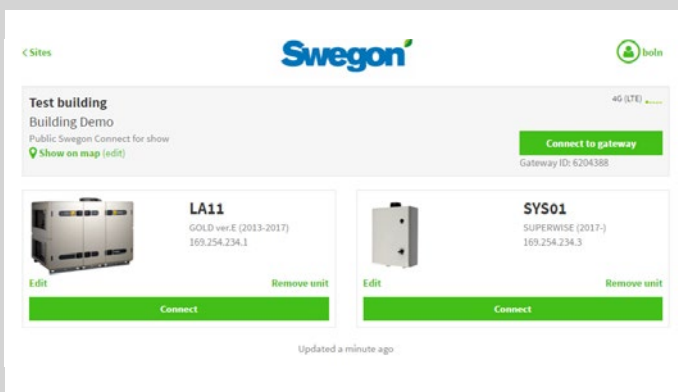 < Sites
Swegon
boln
Test building
Building Demo
Public Swegon Connect for show
Show on map (edit)
4G (LTE)
Connect to gateway
Gateway ID: 6204388
LA11
GOLD ver.E (2013-2017)
169.254.234.1
Edit
Remove unit
Connect
SYS01
SUPERWISE (2017-)
169.254.234.3
Edit
Remove unit
Connect
Updated a minute ago